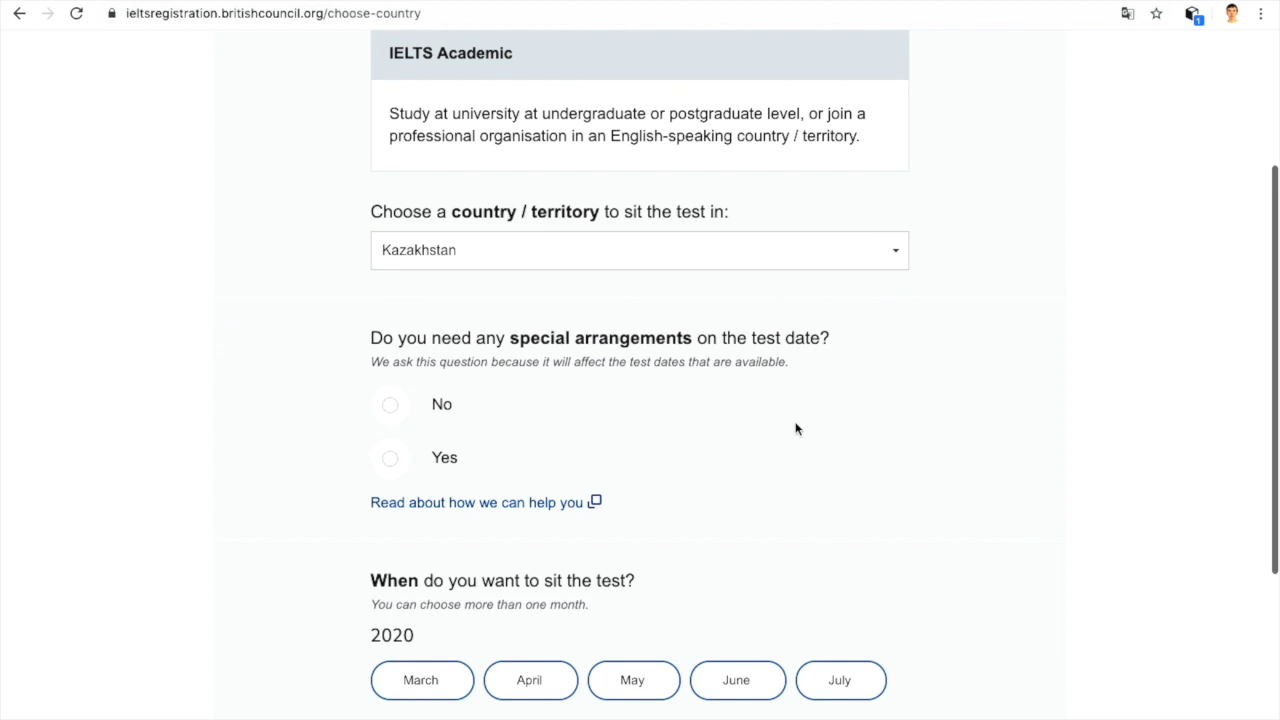 ieltsregistration.britishcouncil.org/choose-country
1
IELTS Academic
Study at university at undergraduate or postgraduate level, or join a
professional organisation in an English-speaking country / territory.
Choose a country / territory to sit the test in:
Kazakhstan
Do you need any special arrangements on the test date?
We ask this question because it will affect the test dates that are available.
No
Yes
Read about how we can help you
When do you want to sit the test?
You can choose more than one month.
2020
March April May June July